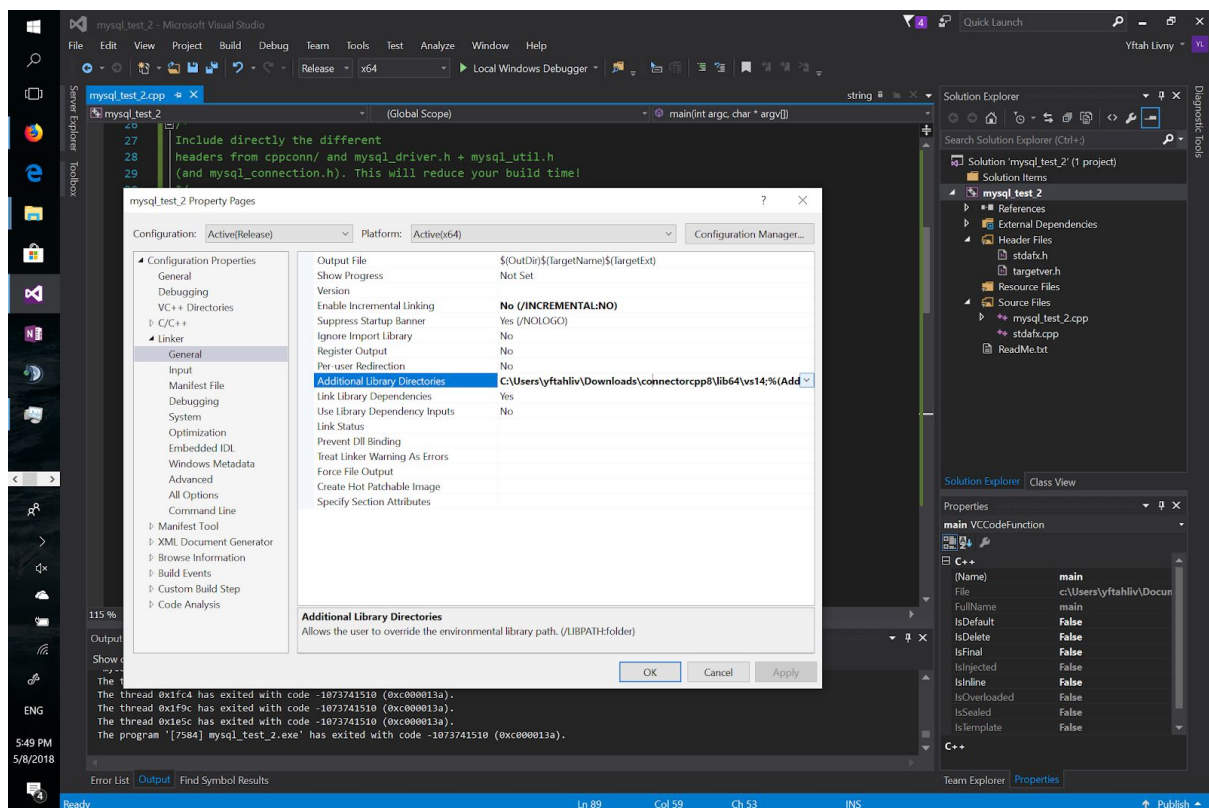 mysql_test_2 - Microsoft Visual Studio
4
Quick Launch
File Edit View Project Build Debug Team Tools Test Analyze Window Help
Yftah Livny
YL
Release
x64
Local Windows Debugger
Server Explorer
Toolbox
mysql_test_2.cpp
string
mysql_test_2
(Global Scope)
main(int argc, char * argv[])
26 /*
27 Include directly the different
28 headers from cppconn/ and mysql_driver.h + mysql_util.h
29 (and mysql_connection.h). This will reduce your build time!
mysql_test_2 Property Pages
? ×
Configuration: Active(Release)
Platform: Active(x64)
Configuration Manager...
Configuration Properties
General
Debugging
VC++ Directories
C/C++
Linker
General
Input
Manifest File
Debugging
System
Optimization
Embedded IDL
Windows Metadata
Advanced
All Options
Command Line
Manifest Tool
XML Document Generator
Browse Information
Build Events
Custom Build Step
Code Analysis
Output File $(OutDir)$(TargetName)$(TargetExt)
Show Progress Not Set
Version
Enable Incremental Linking No (/INCREMENTAL:NO)
Suppress Startup Banner Yes (/NOLOGO)
Ignore Import Library No
Register Output No
Per-user Redirection No
Additional Library Directories C:\Users\yftahliv\Downloads\connectorcpp8\lib64\vs14;%(Add
Link Library Dependencies Yes
Use Library Dependency Inputs No
Link Status
Prevent Dll Binding
Treat Linker Warning As Errors
Force File Output
Create Hot Patchable Image
Specify Section Attributes
Additional Library Directories
Allows the user to override the environmental library path. (/LIBPATH:folder)
OK Cancel Apply
115 %
Output
Show
The t
The thread 0x1fc4 has exited with code -1073741510 (0xc000013a).
The thread 0x1f9c has exited with code -1073741510 (0xc000013a).
The thread 0x1e5c has exited with code -1073741510 (0xc000013a).
The program '[7584] mysql_test_2.exe' has exited with code -1073741510 (0xc000013a).
Error List Output Find Symbol Results
Ready
Ln 89 Col 59 Ch 53 INS
Publish
Solution Explorer
Search Solution Explorer (Ctrl+;)
Solution 'mysql_test_2' (1 project)
Solution Items
mysql_test_2
References
External Dependencies
Header Files
stdafx.h
targetver.h
Resource Files
Source Files
mysql_test_2.cpp
stdafx.cpp
ReadMe.txt
Solution Explorer Class View
Properties
main VCCodeFunction
C++
(Name) main
File c:\Users\yftahliv\Docum
FullName main
IsDefault False
IsDelete False
IsFinal False
IsInjected False
IsInline False
IsOverloaded False
IsSealed False
IsTemplate False
C++
Team Explorer Properties
Diagnostic Tools
ENG
5:49 PM
5/8/2018
4